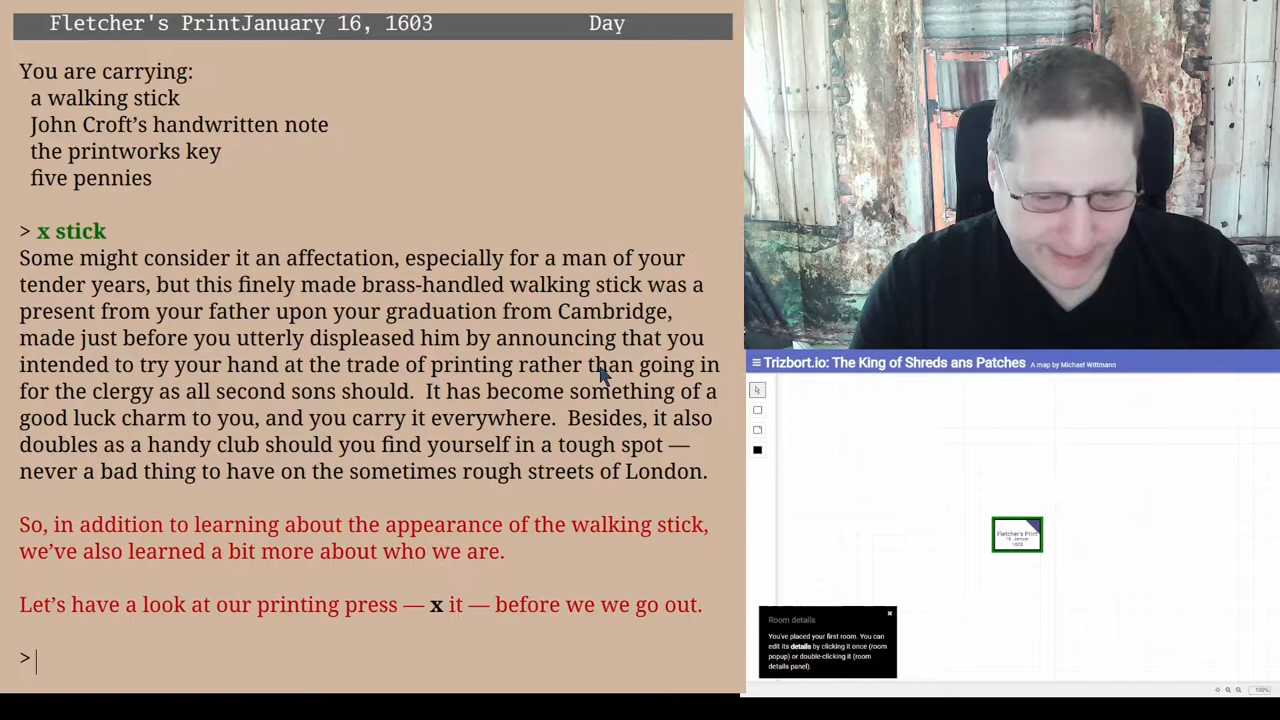 Fletcher's PrintJanuary 16, 1603 Day
You are carrying:
a walking stick
John Croft’s handwritten note
the printworks key
five pennies
> x stick
Some might consider it an affectation, especially for a man of your
tender years, but this finely made brass-handled walking stick was a
present from your father upon your graduation from Cambridge,
made just before you utterly displeased him by announcing that you
intended to try your hand at the trade of printing rather than going in
for the clergy as all second sons should.  It has become something of a
good luck charm to you, and you carry it everywhere.  Besides, it also
doubles as a handy club should you find yourself in a tough spot —
never a bad thing to have on the sometimes rough streets of London.
So, in addition to learning about the appearance of the walking stick,
we’ve also learned a bit more about who we are.
Let’s have a look at our printing press — x it — before we we go out.
>
≡ Trizbort.io: The King of Shreds ans Patches A map by Michael Wittmann
Fletcher's Print
16. Januar
1603
Room details
You've placed your first room. You can
edit its details by clicking it once (room
popup) or double-clicking it (room
details panel)
100%